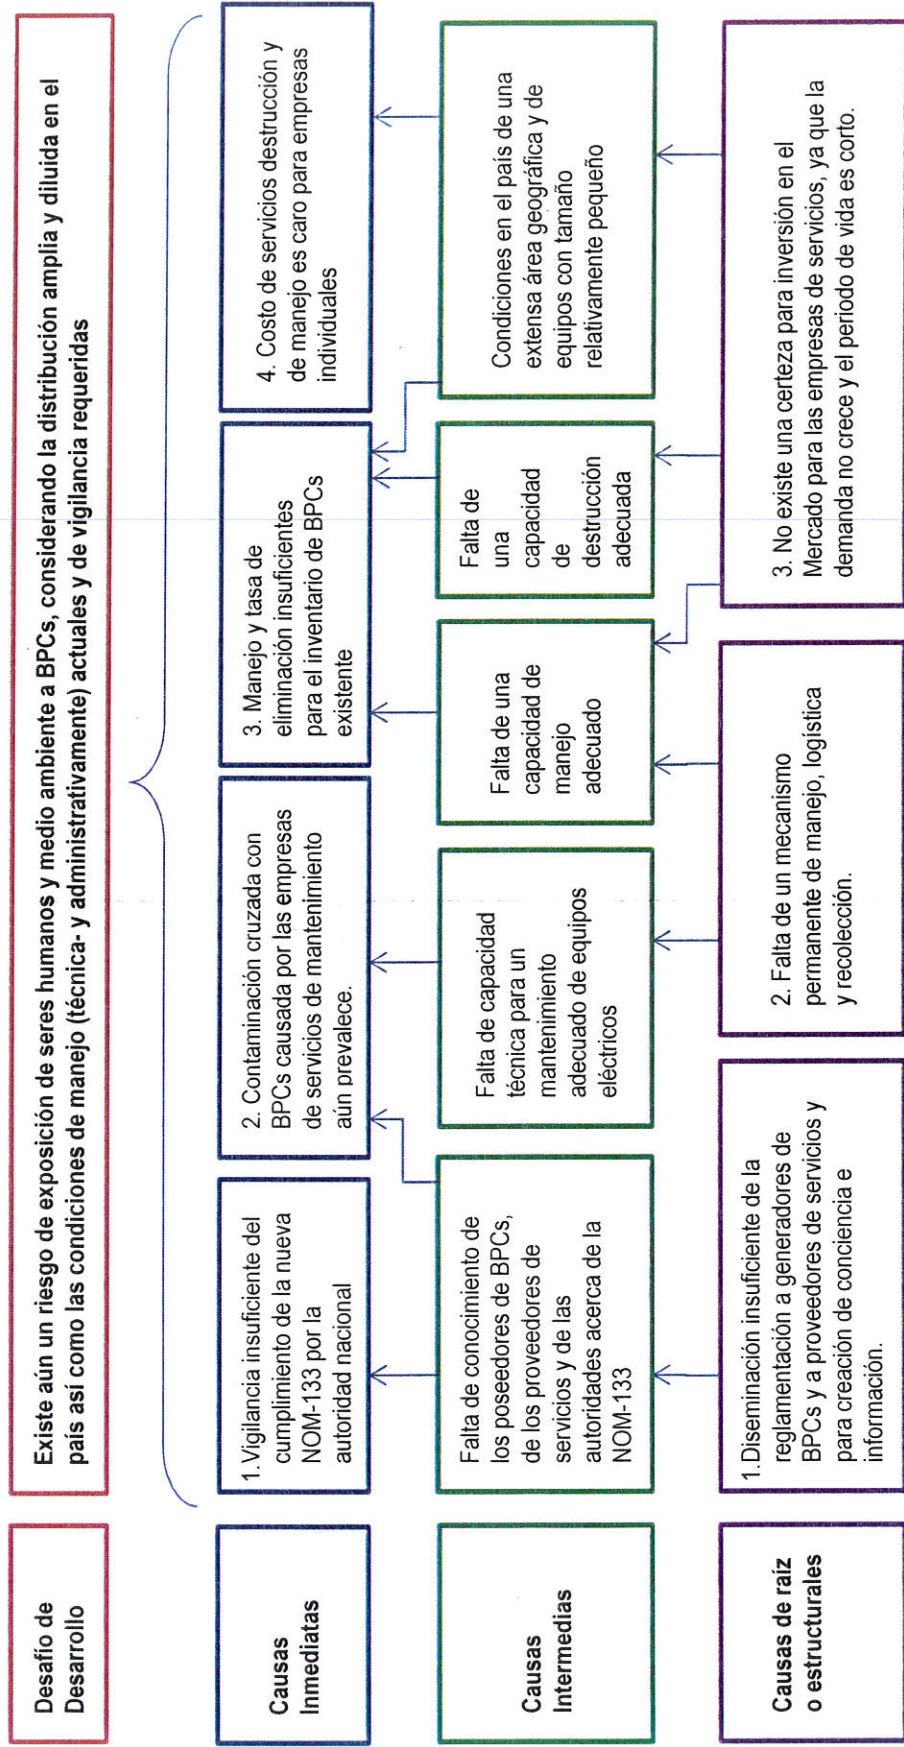 Desafío de
Desarrollo
Existe aún un riesgo de exposición de seres humanos y medio ambiente a BPCs, considerando la distribución amplia y diluida en el
país así como las condiciones de manejo (técnica- y administrativamente) actuales y de vigilancia requeridas
Causas
Inmediatas
1.Vigilancia insuficiente del
cumplimiento de la nueva
NOM-133 por la
autoridad nacional
2. Contaminación cruzada con
BPCs causada por las empresas
de servicios de mantenimiento
aún prevalece.
3. Manejo y tasa de
eliminación insuficientes
para el inventario de BPCs
existente
4. Costo de servicios destrucción y
de manejo es caro para empresas
individuales
Causas
Intermedias
Falta de conocimiento de
los poseedores de BPCs,
de los proveedores de
servicios y de las
autoridades acerca de la
NOM-133
Falta de capacidad
técnica para un
mantenimiento
adecuado de equipos
eléctricos
Falta de una
capacidad de
manejo
adecuado
Falta de
una
capacidad
de
destrucción
adecuada
Condiciones en el país de una
extensa área geográfica y de
equipos con tamaño
relativamente pequeño
Causas de raíz
o estructurales
1.Diseminación insuficiente de la
reglamentación a generadores de
BPCs y a proveedores de servicios y
para creación de conciencia e
información.
2. Falta de un mecanismo
permanente de manejo, logística
y recolección.
3. No existe una certeza para inversión en el
Mercado para las empresas de servicios, ya que la
demanda no crece y el periodo de vida es corto.